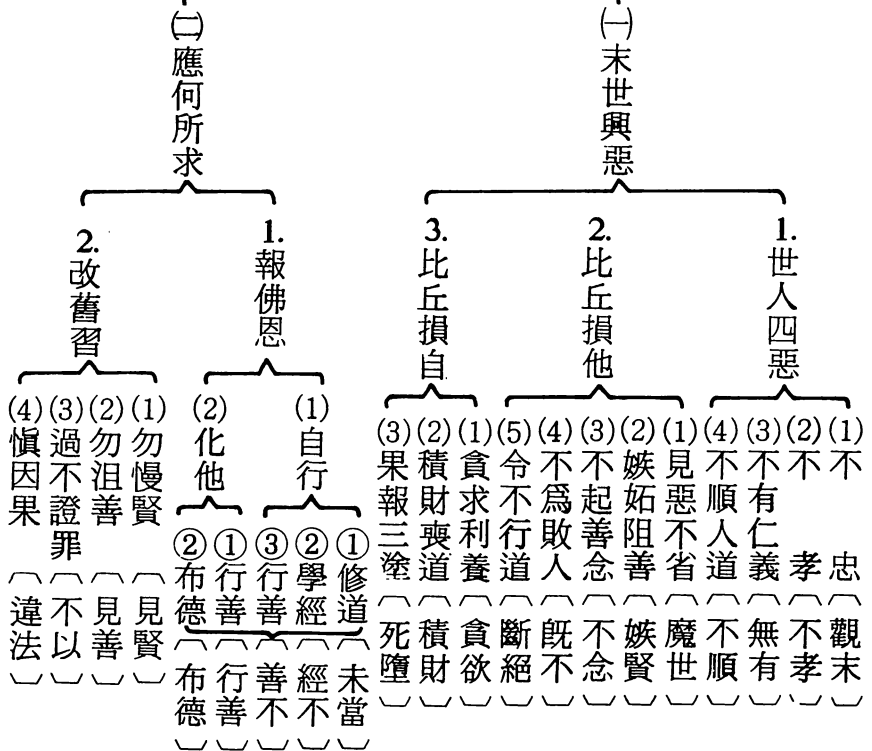 ㈠末世興惡
1.世人四惡
(1)不忠〔觀末〕
(2)不孝〔不孝〕
(3)不有仁義〔無有〕
(4)不順人道〔不順〕
2.比丘損他
(1)見惡不省〔魔世〕
(2)嫉妬阻善〔嫉賢〕
(3)不起善念〔不念〕
(4)不爲敗人〔旣不〕
(5)令不行道〔斷絕〕
3.比丘損自
(1)貪求利養〔貪欲〕
(2)積財喪道〔積財〕
(3)果報三塗〔死墮〕
㈡應何所求
1.報佛恩
(1)自行
①修道〔未當〕
②學經〔經不〕
③行善〔善不〕
(2)化他
①行善〔行善〕
②布德〔布德〕
2.改舊習
(1)勿慢賢〔見賢〕
(2)勿沮善〔見善〕
(3)過不證罪〔不以〕
(4)愼因果〔違法〕